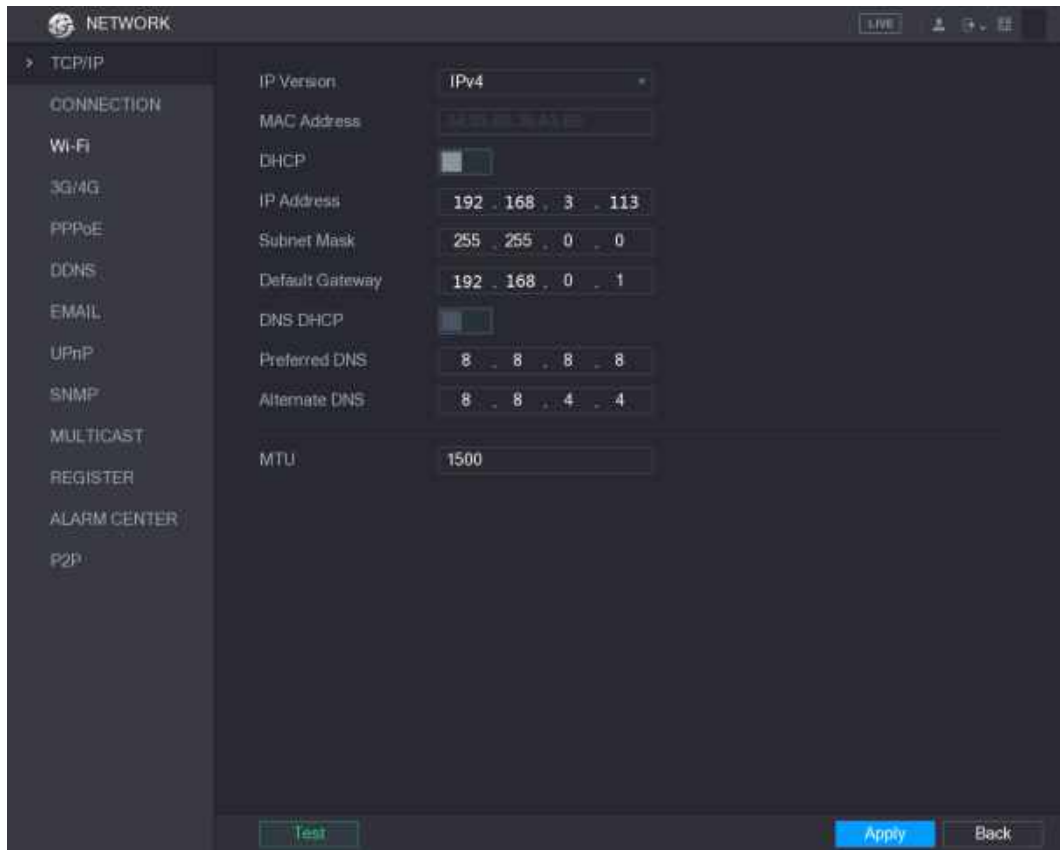 NETWORK
LIVE
TCP/IP
CONNECTION
Wi-Fi
3G/4G
PPPoE
DDNS
EMAIL
UPnP
SNMP
MULTICAST
REGISTER
ALARM CENTER
P2P
IP Version IPv4
MAC Address
DHCP
IP Address 192 . 168 . 3 . 113
Subnet Mask 255 . 255 . 0 . 0
Default Gateway 192 . 168 . 0 . 1
DNS DHCP
Preferred DNS 8 . 8 . 8 . 8
Alternate DNS 8 . 8 . 4 . 4
MTU 1500
Test
Apply
Back